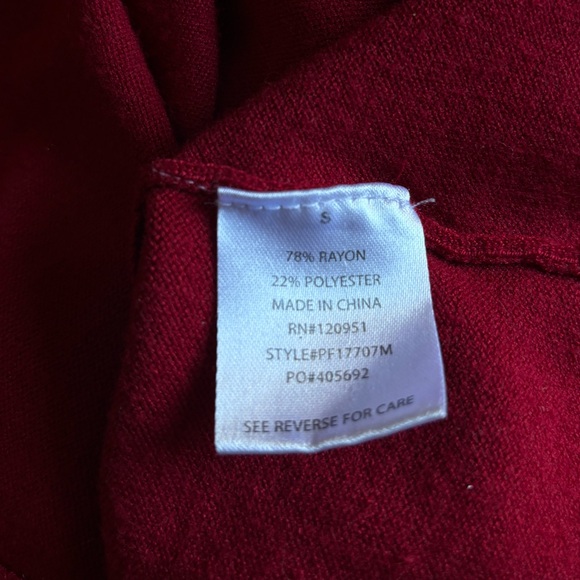 S
78% RAYON
22% POLYESTER
MADE IN CHINA
RN#120951
STYLE#PF17707M
PO#405692
SEE REVERSE FOR CARE